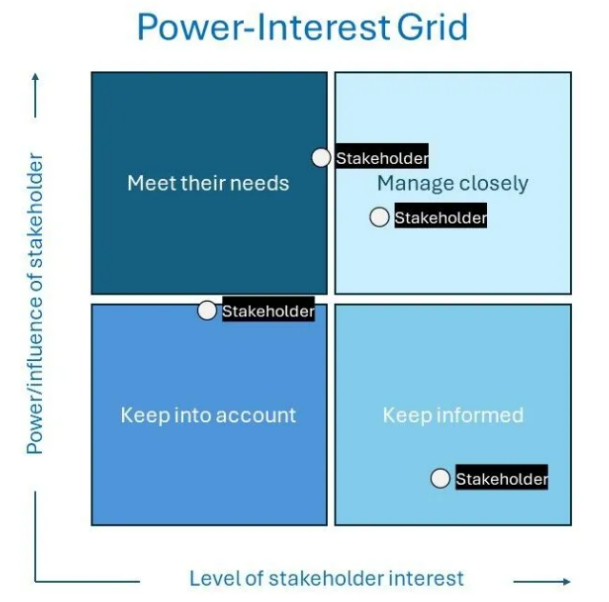 Power-Interest Grid
Power/influence of stakeholder
Stakeholder
Meet their needs
Manage closely
Stakeholder
Stakeholder
Keep into account
Keep informed
Stakeholder
Level of stakeholder interest